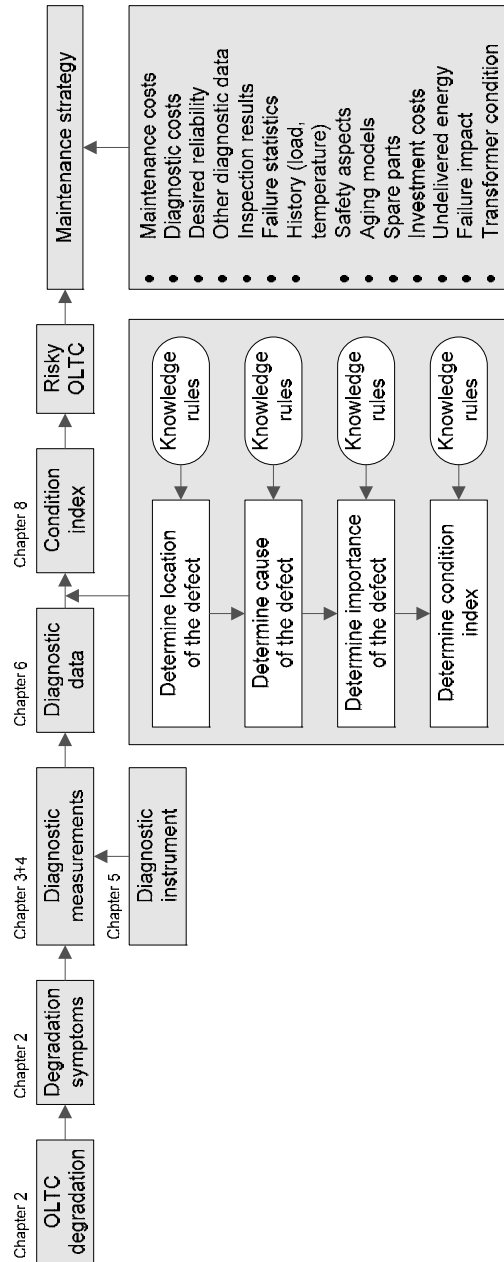 Chapter 2
OLTC
degradation
Chapter 2
Degradation
symptoms
Chapter 3+4
Diagnostic
measurements
Chapter 5
Diagnostic
instrument
Chapter 6
Diagnostic
data
Chapter 8
Condition
index
Risky
OLTC
Maintenance strategy
Determine location
of the defect
Knowledge
rules
Determine cause
of the defect
Knowledge
rules
Determine importance
of the defect
Knowledge
rules
Determine condition
index
Knowledge
rules
• Maintenance costs
• Diagnostic costs
• Desired reliability
• Other diagnostic data
• Inspection results
• Failure statistics
• History (load,
temperature)
• Safety aspects
• Aging models
• Spare parts
• Investment costs
• Undelivered energy
• Failure impact
• Transformer condition